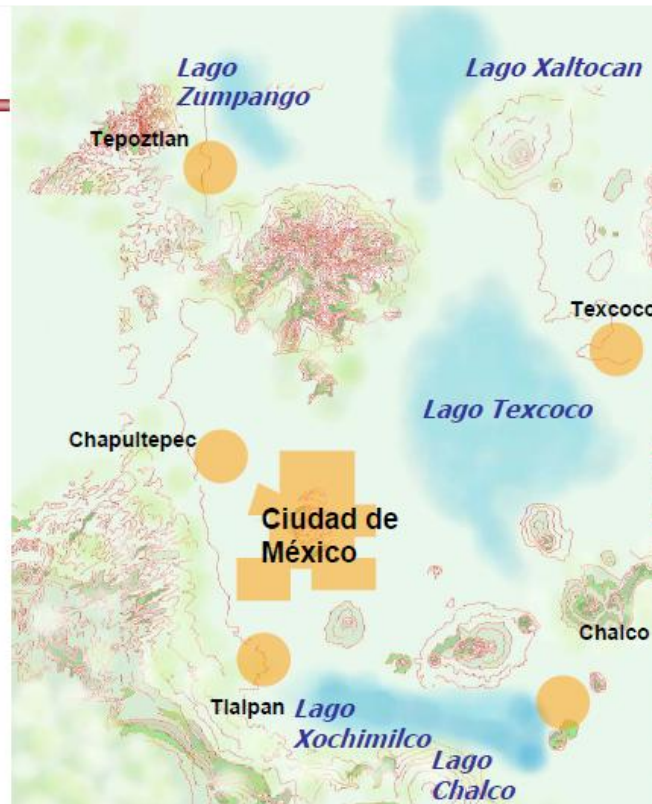 Lago
Zumpango
Lago Xaltocan
Tepoztlan
Texcoco
Lago Texcoco
Chapultepec
Ciudad de
México
Chalco
Tlalpan
Lago
Xochimilco
Lago
Chalco